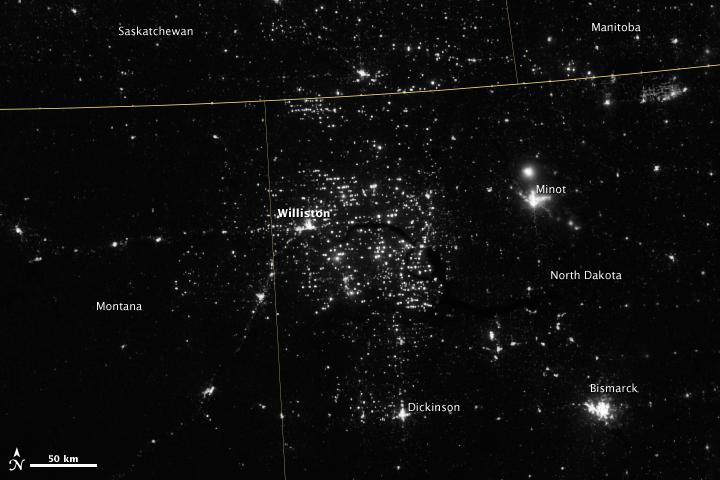 Saskatchewan
Manitoba
Minot
Williston
North Dakota
Montana
Bismarck
Dickinson
N
50 km